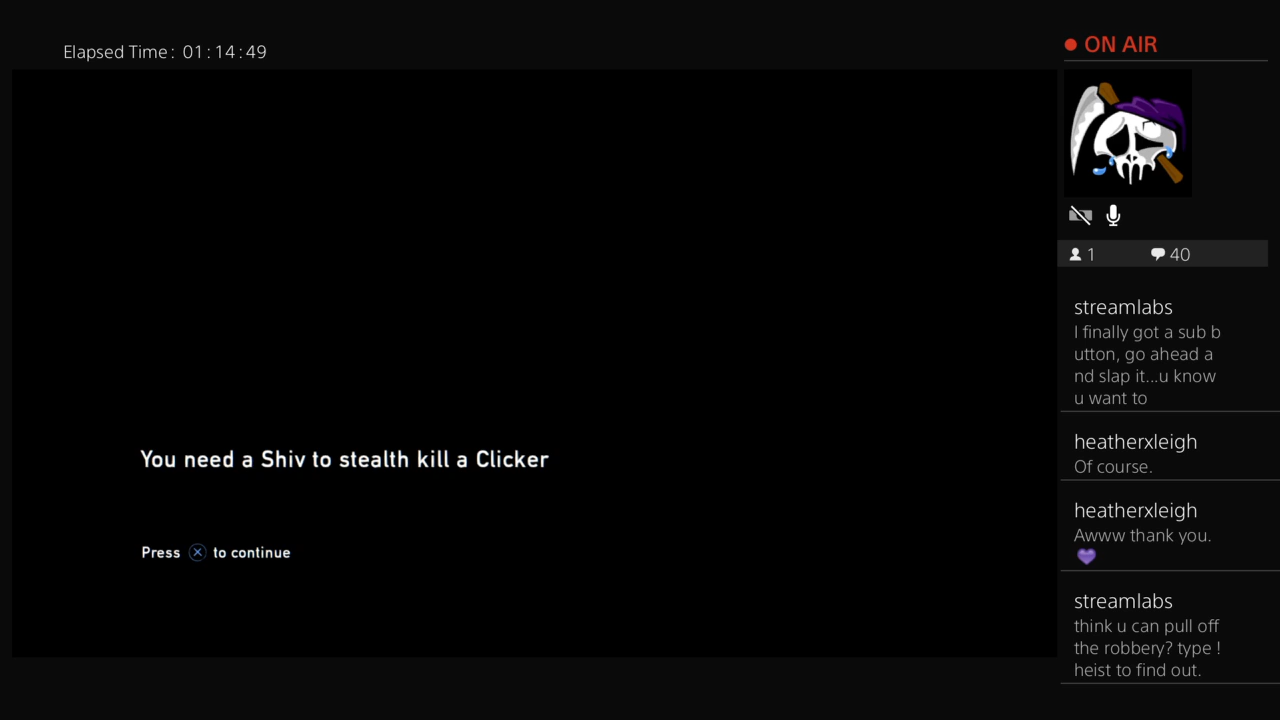 Elapsed Time: 01:14:49
ON AIR
1
40
streamlabs
I finally got a sub b
utton, go ahead a
nd slap it...u know
u want to
heatherxleigh
Of course.
heatherxleigh
Awww thank you.
streamlabs
think u can pull off
the robbery? type !
heist to find out.
You need a Shiv to stealth kill a Clicker
Press X to continue